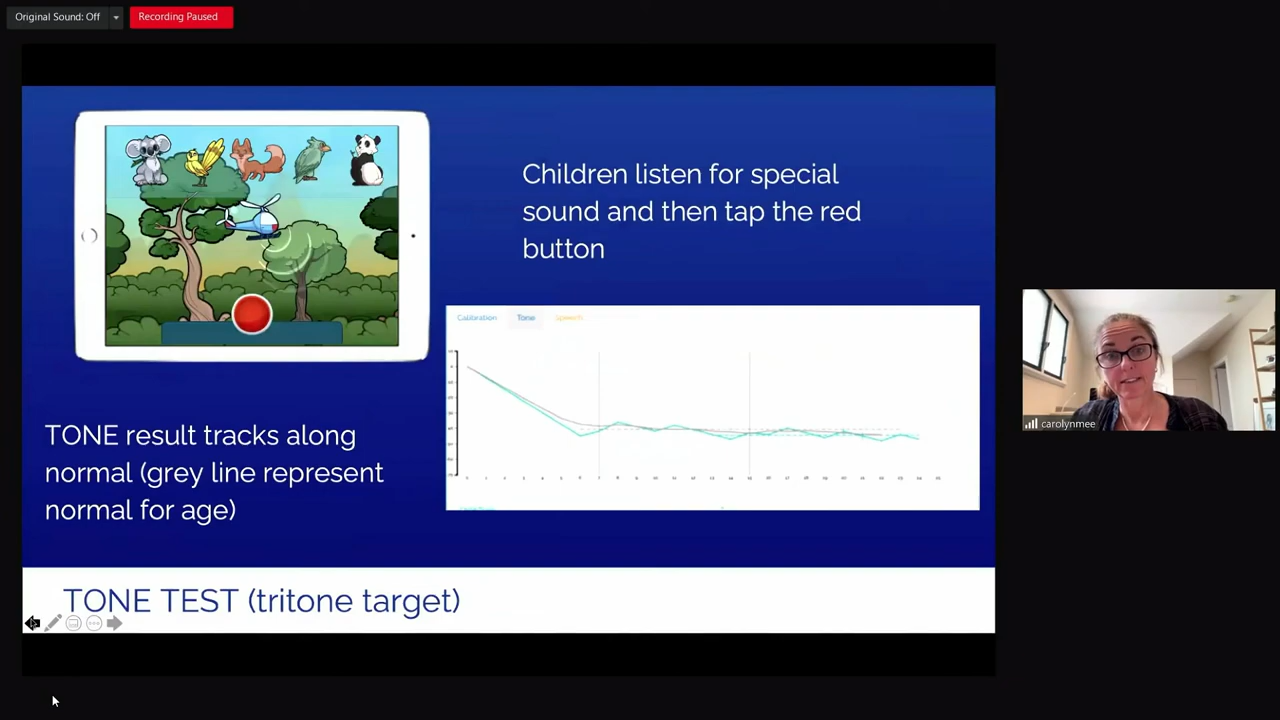 Original Sound: Off
Recording Paused
Children listen for special
sound and then tap the red
button
Calibration Tone Speech
TONE result tracks along
normal (grey line represent
normal for age)
TONE TEST (tritone target)
carolynmee